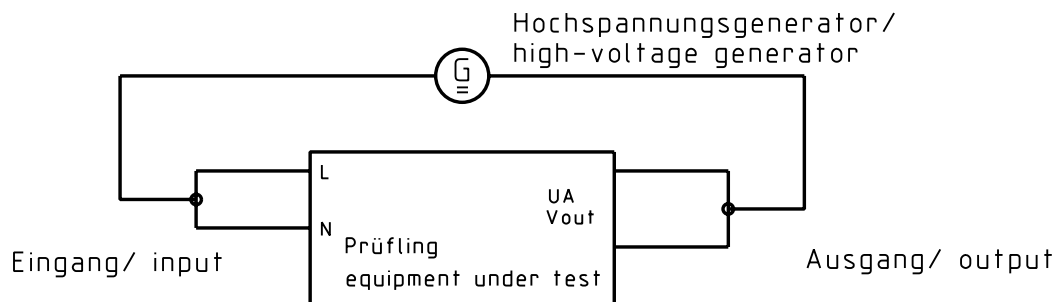 Hochspannungsgenerator/
high-voltage generator
G
=
L
N
UA
Vout
Prüfling
equipment under test
Eingang/ input
Ausgang/ output